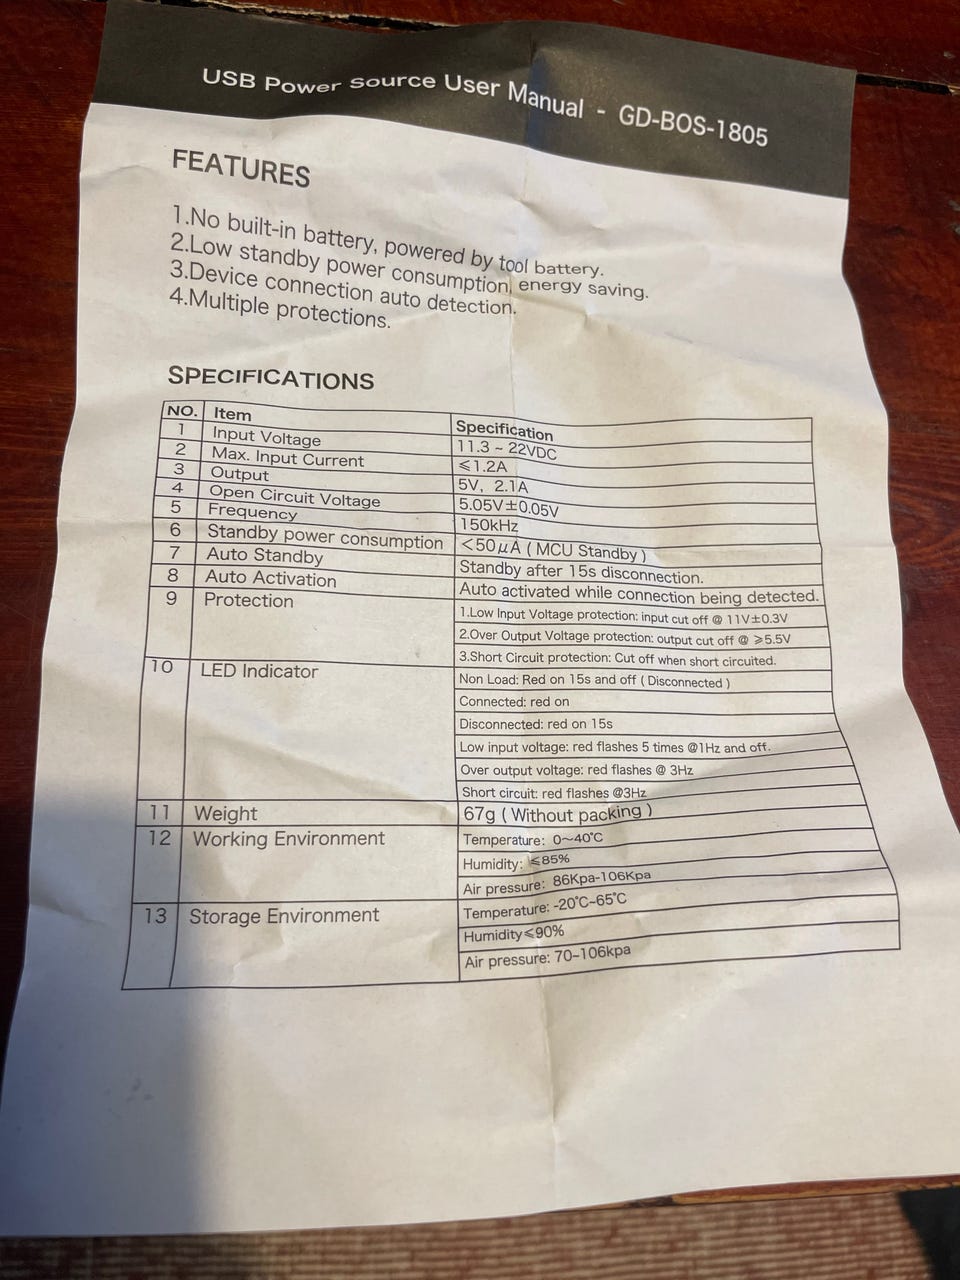 USB Power source User Manual - GD-BOS-1805
FEATURES
1.No built-in battery, powered by tool battery.
2.Low standby power consumption, energy saving.
3.Device connection auto detection.
4.Multiple protections.
SPECIFICATIONS
NO. Item Specification
1 Input Voltage 11.3 ~ 22VDC
2 Max. Input Current ≤1.2A
3 Output 5V, 2.1A
4 Open Circuit Voltage 5.05V±0.05V
5 Frequency 150kHz
6 Standby power consumption <50μA ( MCU Standby )
7 Auto Standby Standby after 15s disconnection.
8 Auto Activation Auto activated while connection being detected.
9 Protection 1.Low Input Voltage protection: input cut off @ 11V±0.3V
2.Over Output Voltage protection: output cut off @ ≥5.5V
3.Short Circuit protection: Cut off when short circuited.
10 LED Indicator Non Load: Red on 15s and off ( Disconnected )
Connected: red on
Disconnected: red on 15s
Low input voltage: red flashes 5 times @1Hz and off.
Over output voltage: red flashes @ 3Hz
Short circuit: red flashes @3Hz
11 Weight 67g ( Without packing )
12 Working Environment Temperature: 0~40℃
Humidity: ≤85%
Air pressure: 86Kpa-106Kpa
13 Storage Environment Temperature: -20℃~65℃
Humidity≤90%
Air pressure: 70~106kpa